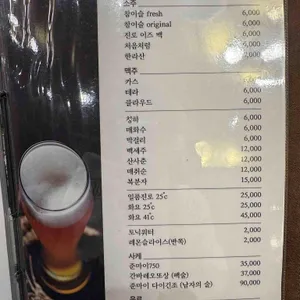 소주
참이슬 fresh 6,000
참이슬 original 6,000
진로 이즈 백 6,000
처음처럼 6,000
한라산 6,000
맥주
카스 6,000
테라 6,000
클라우드 6,000
청하 6,000
매화수 6,000
막걸리 6,000
백세주 12,000
산사춘 12,000
매취순 12,000
복분자 15,000
일품진로 25˚c 25,000
화요 25˚c 25,000
화요 41˚c 45,000
토니워터 2,000
레몬슬라이스(반쪽) 2,000
사케
준마이750 35,000
간바레오또상 (팩술) 37,000
준마이 다이긴죠 (남자의 술) 90,000
음료